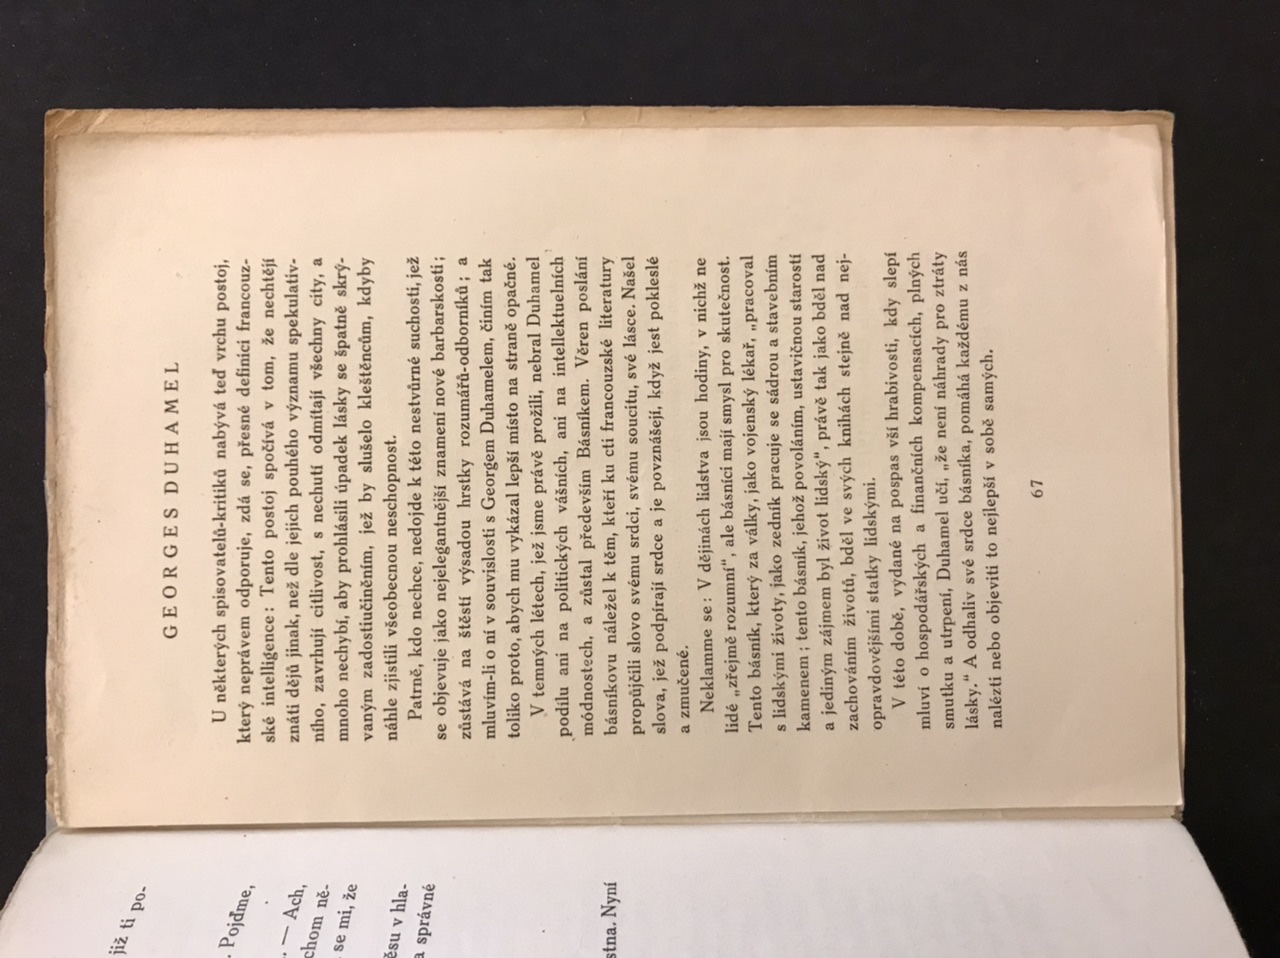 již ti po-
. Pojďme,
. — Ach,
chom ně-
se mi, že
ěsu v hla-
a správné
stna. Nyní
GEORGES DUHAMEL
U některých spisovatelů-kritiků nabývá teď vrchu postoj,
který neprávem odporuje, zdá se, přesné definici francouz-
ské intelligence: Tento postoj spočívá v tom, že nechtějí
znáti dějů jinak, než dle jejich pouhého významu spekulativ-
ního, zavrhují citlivost, s nechutí odmítají všechny city, a
mnoho nechybí, aby prohlásili úpadek lásky se špatně skrý-
vaným zadostiučiněním, jež by slušelo kleštěncům, kdyby
náhle zjistili všeobecnou neschopnost.
Patrně, kdo nechce, nedojde k této nestvůrné suchosti, jež
se objevuje jako nejelegantnější znamení nové barbarskosti;
zůstává na štěstí výsadou hrstky rozumářů-odborníků; a
mluvím-li o ní v souvislosti s Georgem Duhamelem, činím tak
toliko proto, abych mu vykázal lepší místo na straně opačné.
V temných létech, jež jsme právě prožili, nebral Duhamel
podílu ani na politických vášních, ani na intellektuelních
módnostech, a zůstal především Básníkem. Věren poslání
básníkovu náležel k těm, kteří ku cti francouzské literatury
propůjčili slovo svému srdci, svému soucitu, své lásce. Našel
slova, jež podpírají srdce a je povznášejí, když jest pokleslé
a zmučené.
Neklamme se: V dějinách lidstva jsou hodiny, v nichž ne
lidé „zřejmě rozumní", ale básníci mají smysl pro skutečnost.
Tento básník, který za války, jako vojenský lékař, „pracoval
s lidskými životy, jako zedník pracuje se sádrou a stavebním
kamenem; tento básník, jehož povoláním, ustavičnou starostí
a jediným zájmem byl život lidský", právě tak jako bděl nad
zachováním životů, bděl ve svých knihách stejně nad nej-
opravdovějšími statky lidskými.
V této době, vydané na pospas vší hrabivosti, kdy slepí
mluví o hospodářských a finančních kompensacích, plných
smutku a utrpení, Duhamel učí, „že není náhrady pro ztráty
lásky." A odhaliv své srdce básníka, pomáhá každému z nás
nalézti nebo objeviti to nejlepší v sobě samých.
67